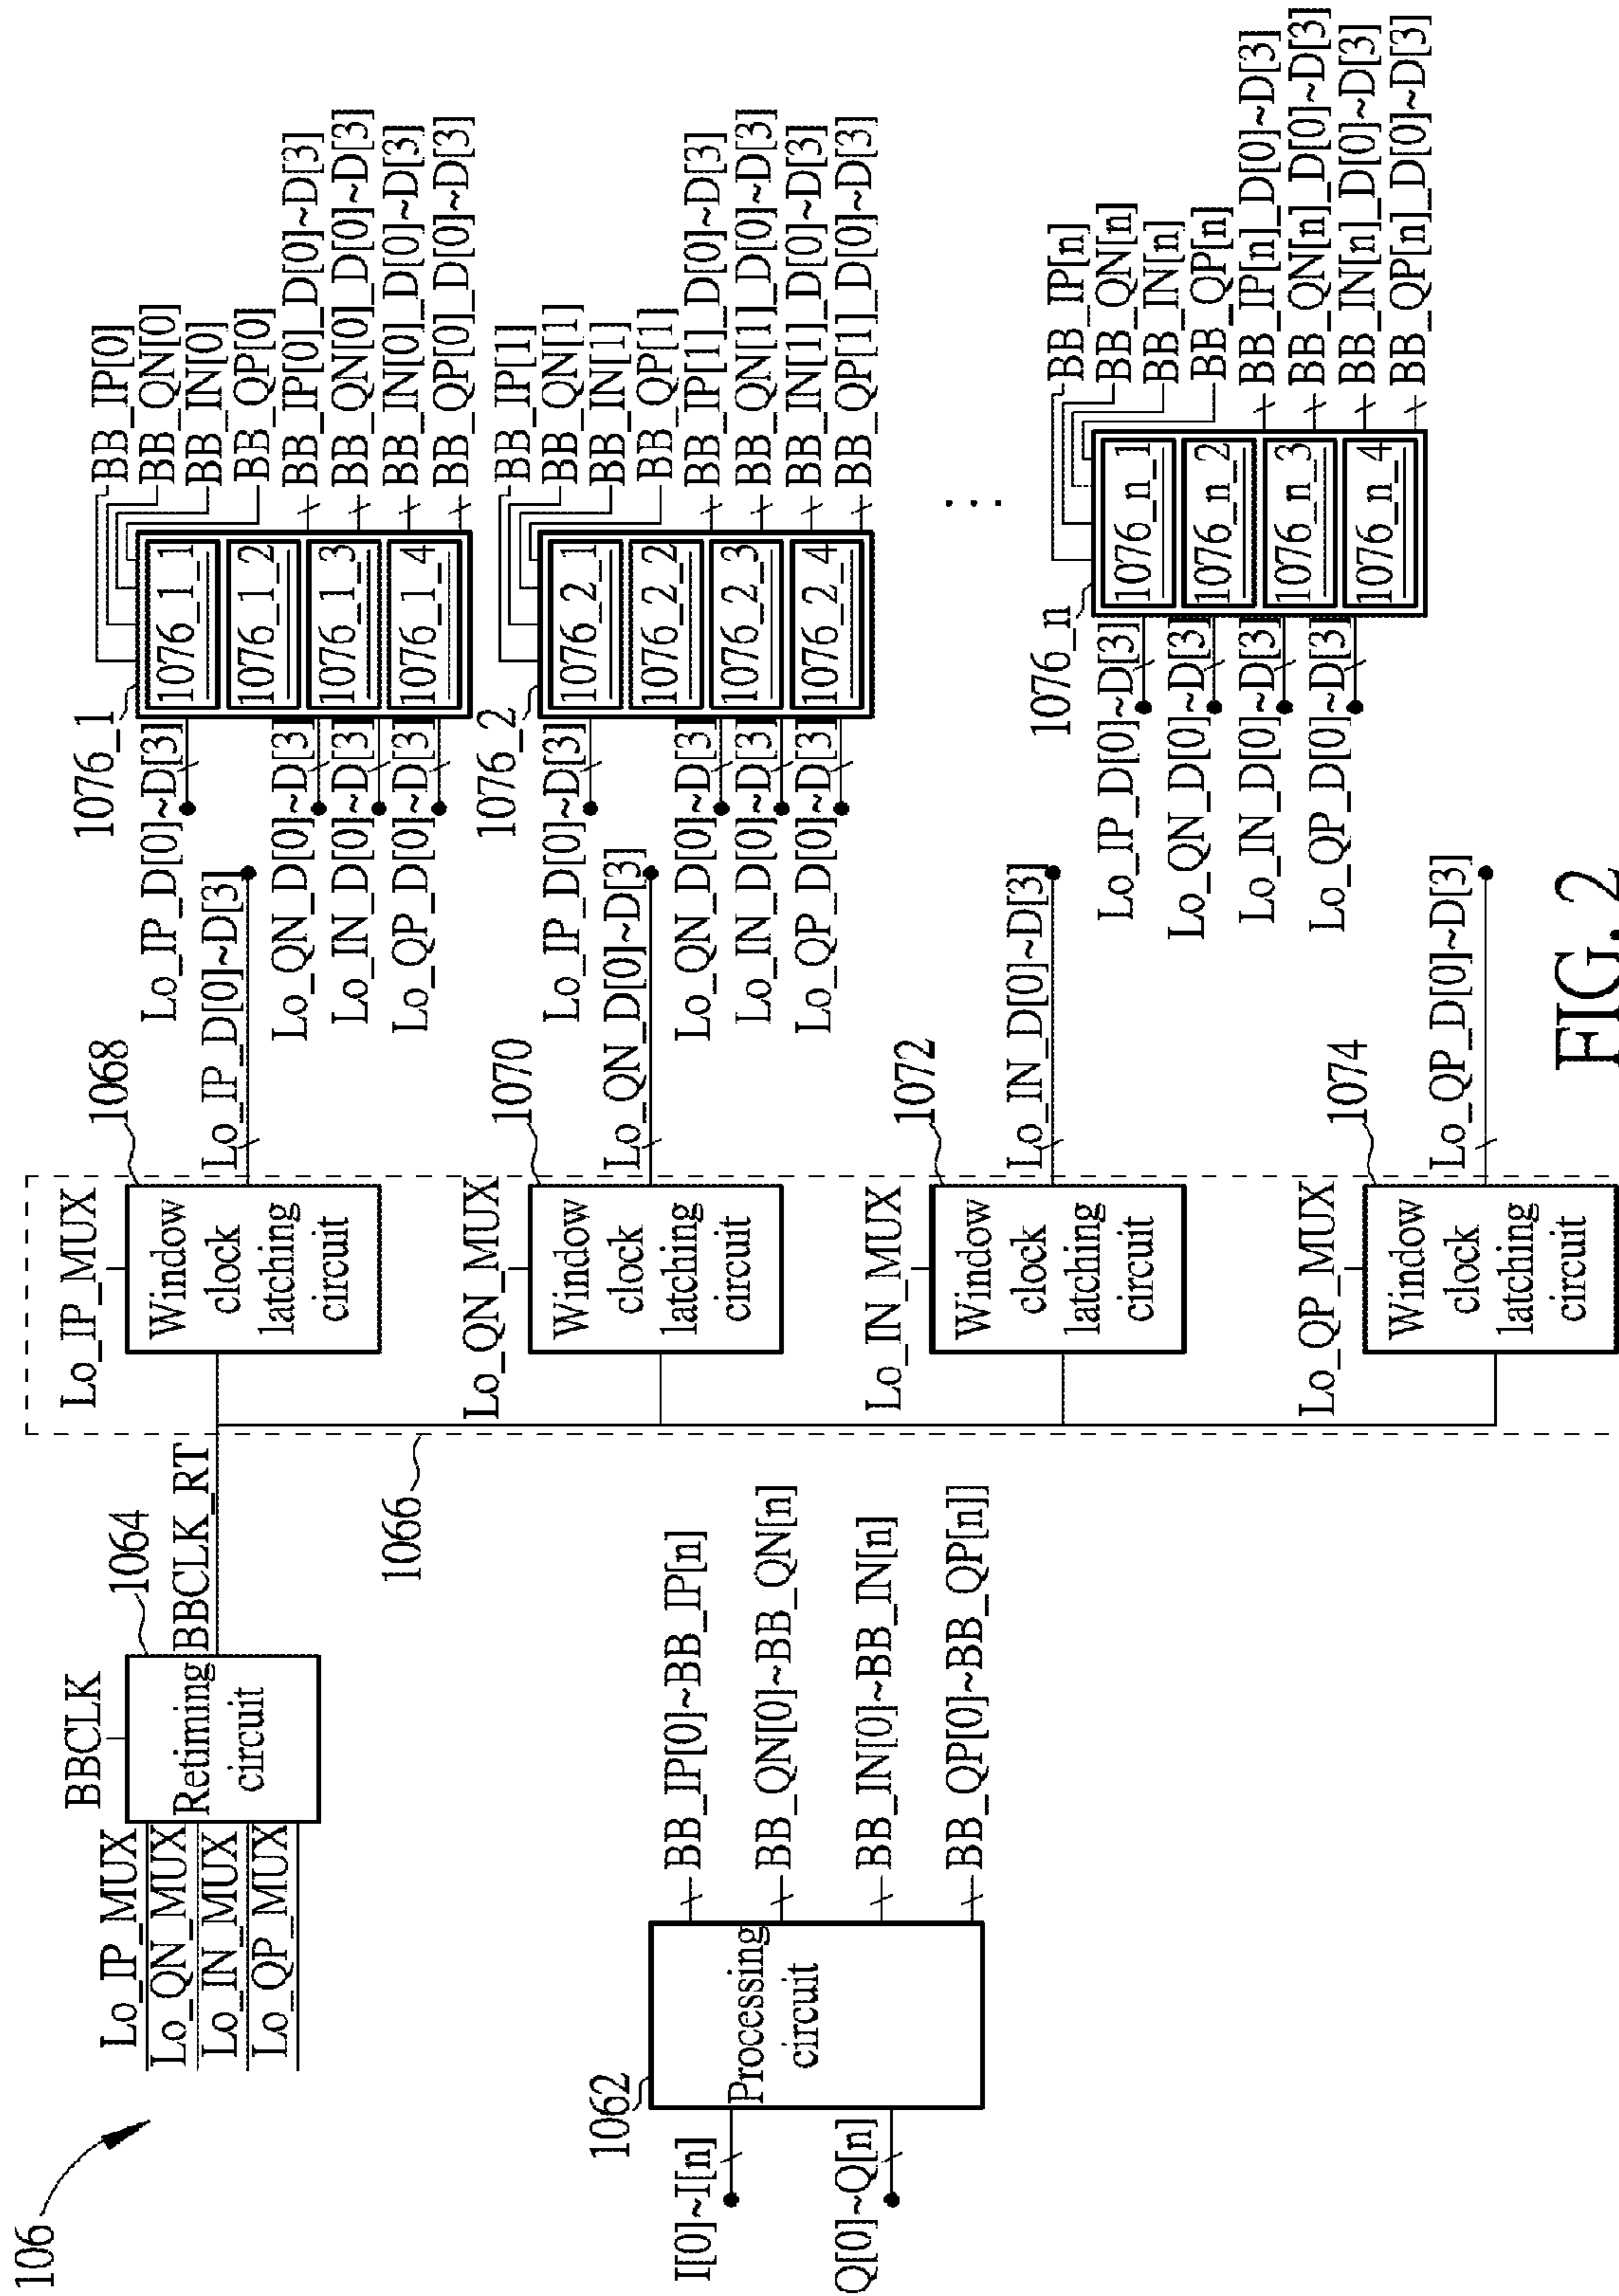 106
Lo_IP_MUX
Lo_QN_MUX
Lo_IN_MUX
Lo_QP_MUX
BBCLK
Retiming
circuit
1064
BBCLK_RT
1066
I[0]~I[n]
Q[0]~Q[n]
1062
Processing
circuit
BB_IP[0]~BB_IP[n]
BB_QN[0]~BB_QN[n]
BB_IN[0]~BB_IN[n]
BB_QP[0]~BB_QP[n]]
Lo_IP_MUX
Window
clock
latching
circuit
1068
Lo_IP_D[0]~D[3]
Lo_QN_MUX
Window
clock
latching
circuit
1070
Lo_QN_D[0]~D[3]
Lo_IN_MUX
Window
clock
latching
circuit
1072
Lo_IN_D[0]~D[3]
Lo_QP_MUX
Window
clock
latching
circuit
1074
Lo_QP_D[0]~D[3]
1076_1
Lo_IP_D[0]~D[3]
Lo_QN_D[0]~D[3]
Lo_IN_D[0]~D[3]
Lo_QP_D[0]~D[3]
1076_1_1
1076_1_2
1076_1_3
1076_1_4
BB_IP[0]
BB_QN[0]
BB_IN[0]
BB_QP[0]
BB_IP[0]_D[0]~D[3]
BB_QN[0]_D[0]~D[3]
BB_IN[0]_D[0]~D[3]
BB_QP[0]_D[0]~D[3]
1076_2
Lo_IP_D[0]~D[3]
Lo_QN_D[0]~D[3]
Lo_IN_D[0]~D[3]
Lo_QP_D[0]~D[3]
1076_2_1
1076_2_2
1076_2_3
1076_2_4
BB_IP[1]
BB_QN[1]
BB_IN[1]
BB_QP[1]
BB_IP[1]_D[0]~D[3]
BB_QN[1]_D[0]~D[3]
BB_IN[1]_D[0]~D[3]
BB_QP[1]_D[0]~D[3]
...
1076_n
Lo_IP_D[0]~D[3]
Lo_QN_D[0]~D[3]
Lo_IN_D[0]~D[3]
Lo_QP_D[0]~D[3]
1076_n_1
1076_n_2
1076_n_3
1076_n_4
BB_IP[n]
BB_QN[n]
BB_IN[n]
BB_QP[n]
BB_IP[n]_D[0]~D[3]
BB_QN[n]_D[0]~D[3]
BB_IN[n]_D[0]~D[3]
BB_QP[n]_D[0]~D[3]
FIG. 2